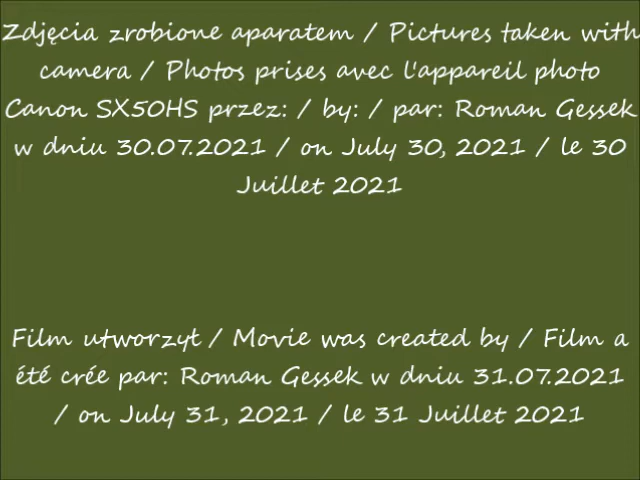 Zdjęcia zrobione aparatem / Pictures taken with
camera / Photos prises avec l'appareil photo
Canon SX50HS przez: / by: / par: Roman Gessek
w dniu 30.07.2021 / on July 30, 2021 / le 30
Juillet 2021
Film utworzył / Movie was created by / Film a
été crée par: Roman Gessek w dniu 31.07.2021
/ on July 31, 2021 / le 31 Juillet 2021